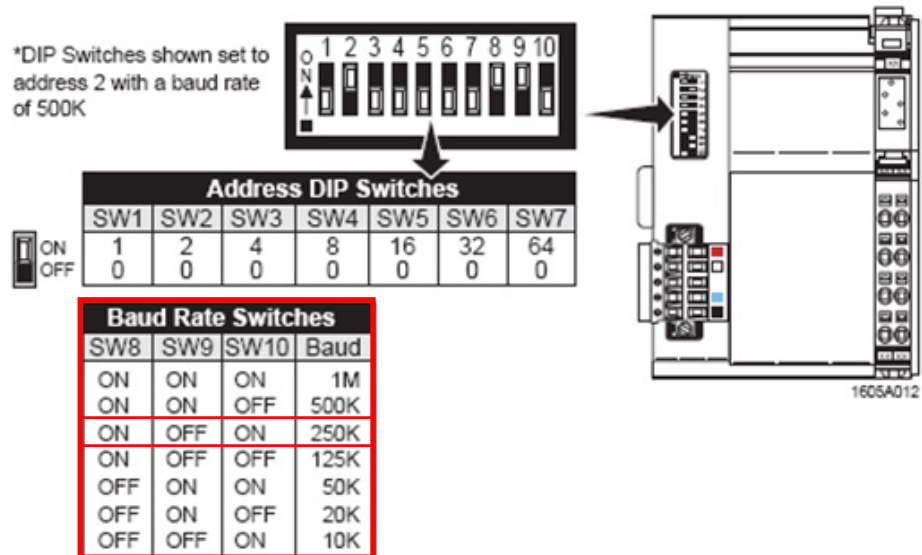 *DIP Switches shown set to
address 2 with a baud rate
of 500K
ON
1 2 3 4 5 6 7 8 9 10
Address DIP Switches
SW1 SW2 SW3 SW4 SW5 SW6 SW7
ON 1 2 4 8 16 32 64
OFF 0 0 0 0 0 0 0
Baud Rate Switches
SW8 SW9 SW10 Baud
ON ON ON 1M
ON ON OFF 500K
ON OFF ON 250K
ON OFF OFF 125K
OFF ON ON 50K
OFF ON OFF 20K
OFF OFF ON 10K
1605A012